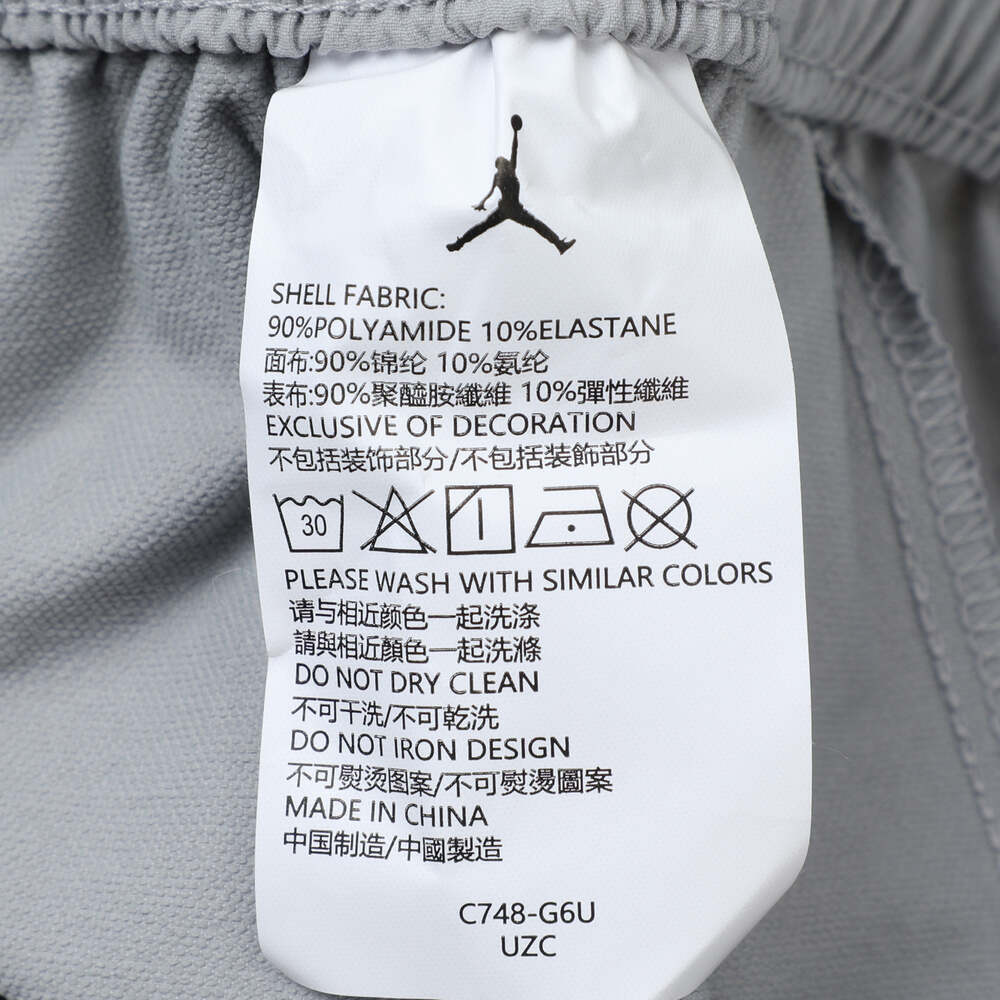 SHELL FABRIC:
90%POLYAMIDE 10%ELASTANE
面布:90%锦纶 10%氨纶
表布:90%聚醯胺纖維 10%彈性纖維
EXCLUSIVE OF DECORATION
不包括装饰部分/不包括装飾部分
30
PLEASE WASH WITH SIMILAR COLORS
请与相近颜色一起洗涤
請與相近顏色一起洗滌
DO NOT DRY CLEAN
不可干洗/不可乾洗
DO NOT IRON DESIGN
不可熨烫图案/不可熨燙圖案
MADE IN CHINA
中国制造/中國製造
C748-G6U
UZC